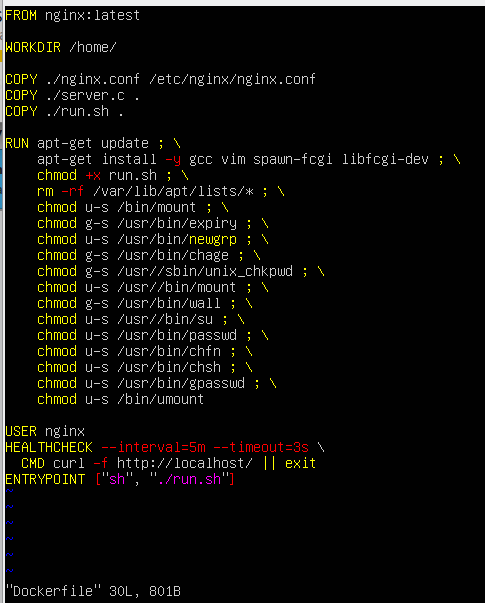 FROM nginx:latest
WORKDIR /home/
COPY ./nginx.conf /etc/nginx/nginx.conf
COPY ./server.c .
COPY ./run.sh .
RUN apt-get update ; \
    apt-get install -y gcc vim spawn-fcgi libfcgi-dev ; \
    chmod +x run.sh ; \
    rm -rf /var/lib/apt/lists/* ; \
    chmod u-s /bin/mount ; \
    chmod g-s /usr/bin/expiry ; \
    chmod u-s /usr/bin/newgrp ; \
    chmod g-s /usr/bin/chage ; \
    chmod g-s /usr//sbin/unix_chkpwd ; \
    chmod u-s /usr//bin/mount ; \
    chmod g-s /usr/bin/wall ; \
    chmod u-s /usr//bin/su ; \
    chmod u-s /usr/bin/passwd ; \
    chmod u-s /usr/bin/chfn ; \
    chmod u-s /usr/bin/chsh ; \
    chmod u-s /usr/bin/gpasswd ; \
    chmod u-s /bin/umount
USER nginx
HEALTHCHECK --interval=5m --timeout=3s \
  CMD curl -f http://localhost/ || exit
ENTRYPOINT ["sh", "./run.sh"]
~
~
~
~
~
~
"Dockerfile" 30L, 801B